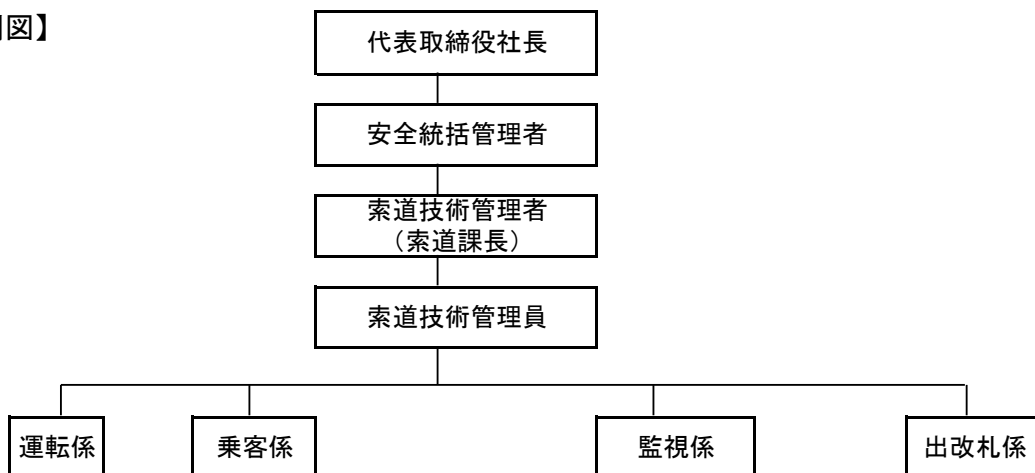 図】
代表取締役社長
安全統括管理者
索道技術管理者
（索道課長）
索道技術管理員
運転係
乗客係
監視係
出改札係